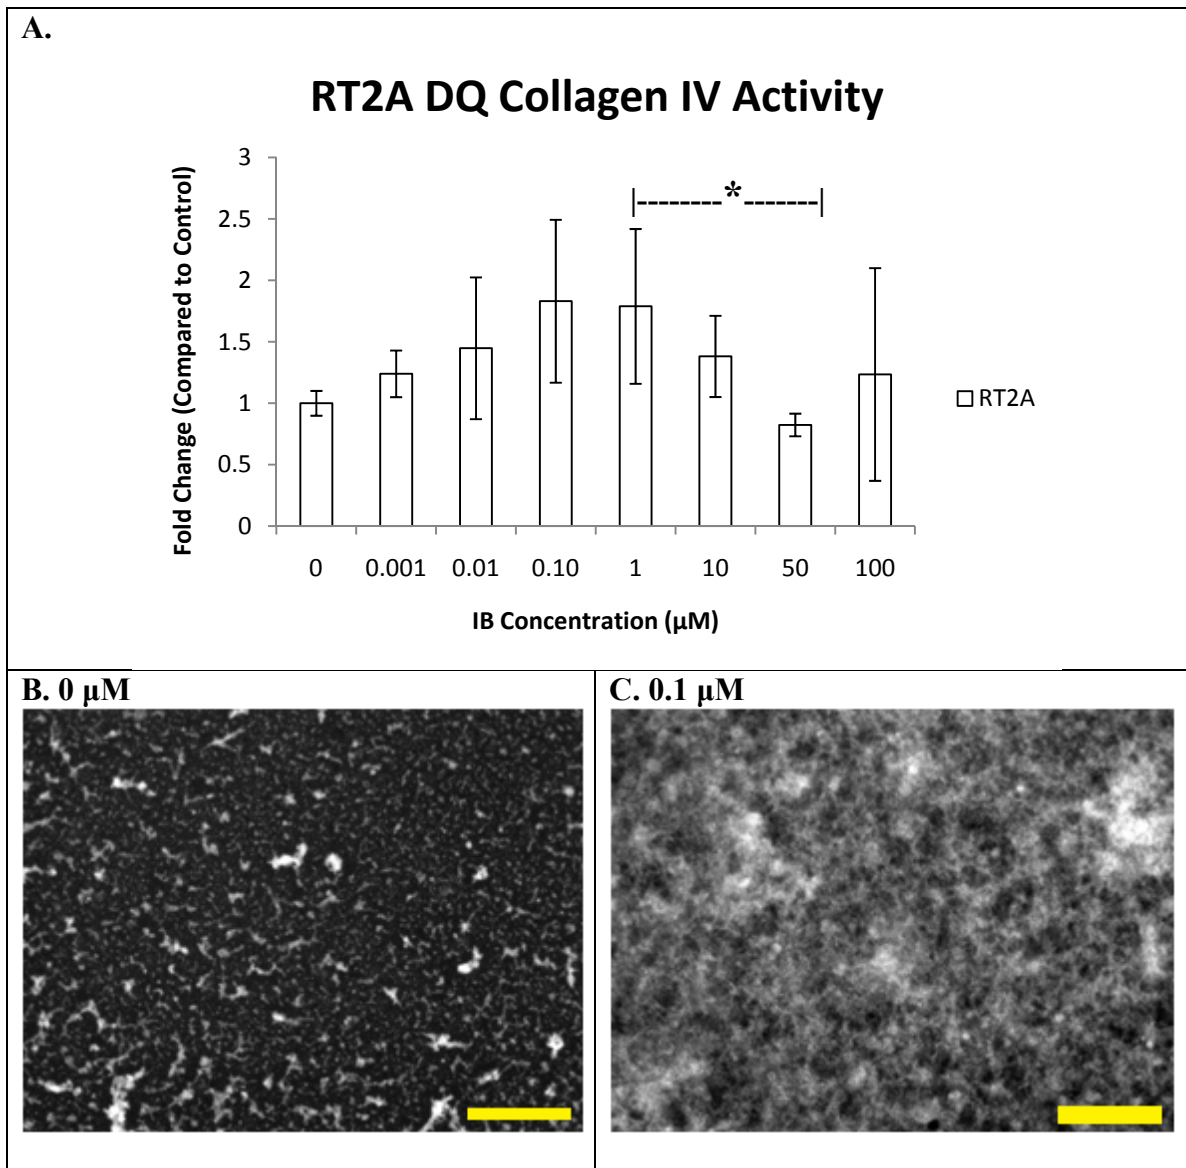 A.
RT2A DQ Collagen IV Activity
Fold Change (Compared to Control)
3
2.5
2
1.5
1
0.5
0
|--------*-------|
RT2A
0 0.001 0.01 0.10 1 10 50 100
IB Concentration (µM)
B. 0 µM
C. 0.1 µM